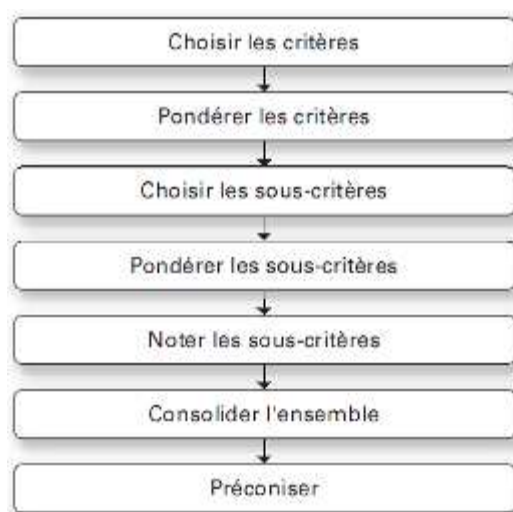 Choisir les critères
Pondérer les critères
Choisir les sous-critères
Pondérer les sous-critères
Noter les sous-critères
Consolider l'ensemble
Préconiser